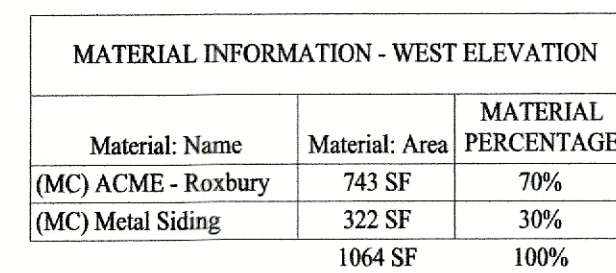 MATERIAL INFORMATION - WEST ELEVATION
Material: Name Material: Area MATERIAL PERCENTAGE
(MC) ACME - Roxbury 743 SF 70%
(MC) Metal Siding 322 SF 30%
1064 SF 100%